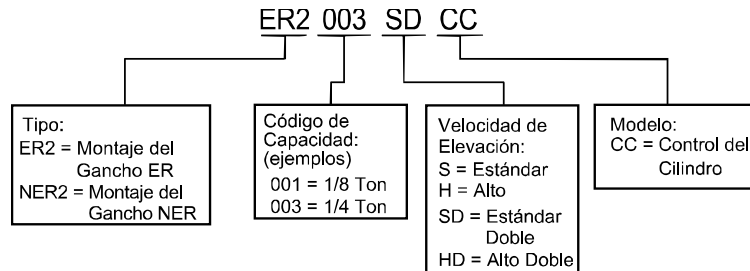 ER2 003 SD CC
Tipo:
ER2 = Montaje del
Gancho ER
NER2 = Montaje del
Gancho NER
Código de
Capacidad:
(ejemplos)
001 = 1/8 Ton
003 = 1/4 Ton
Velocidad de
Elevación:
S = Estándar
H = Alto
SD = Estándar
Doble
HD = Alto Doble
Modelo:
CC = Control del
Cilindro